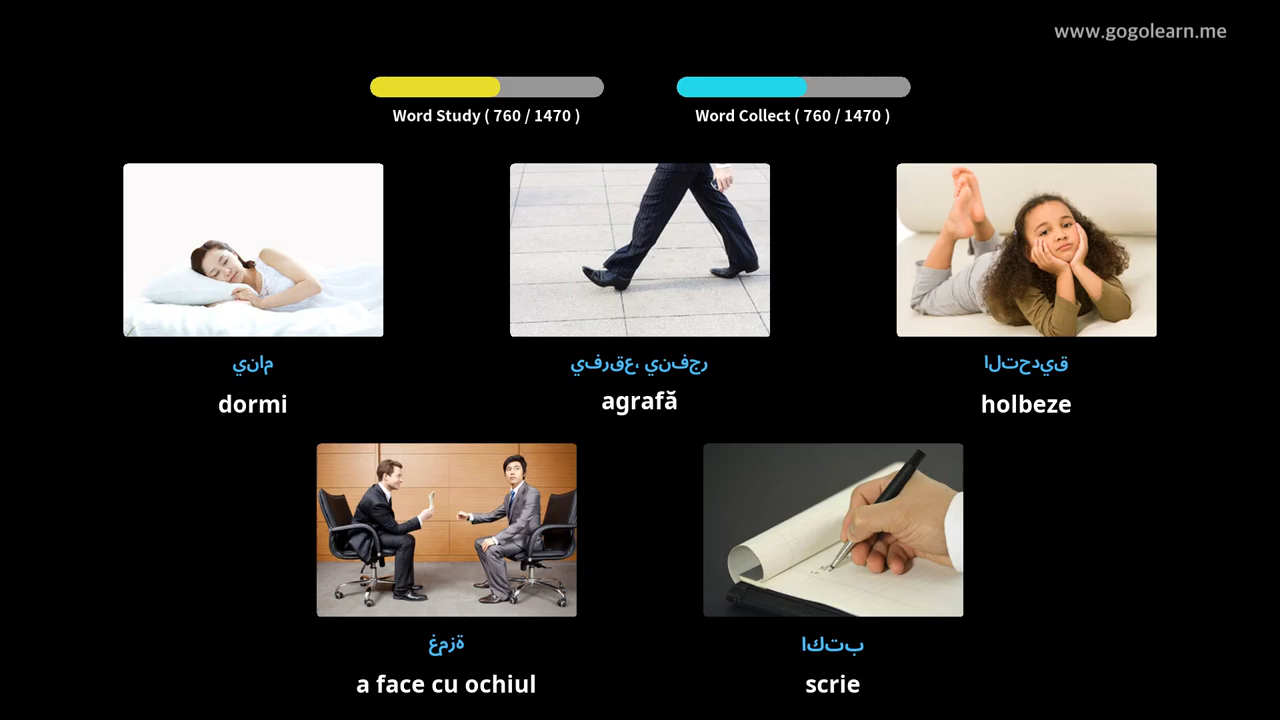 www.gogolearn.me
Word Study ( 760 / 1470 )
Word Collect ( 760 / 1470 )
ينام
dormi
يفرقع، ينفجر
agrafă
التحديق
holbeze
غمزة
a face cu ochiul
اكتب
scrie